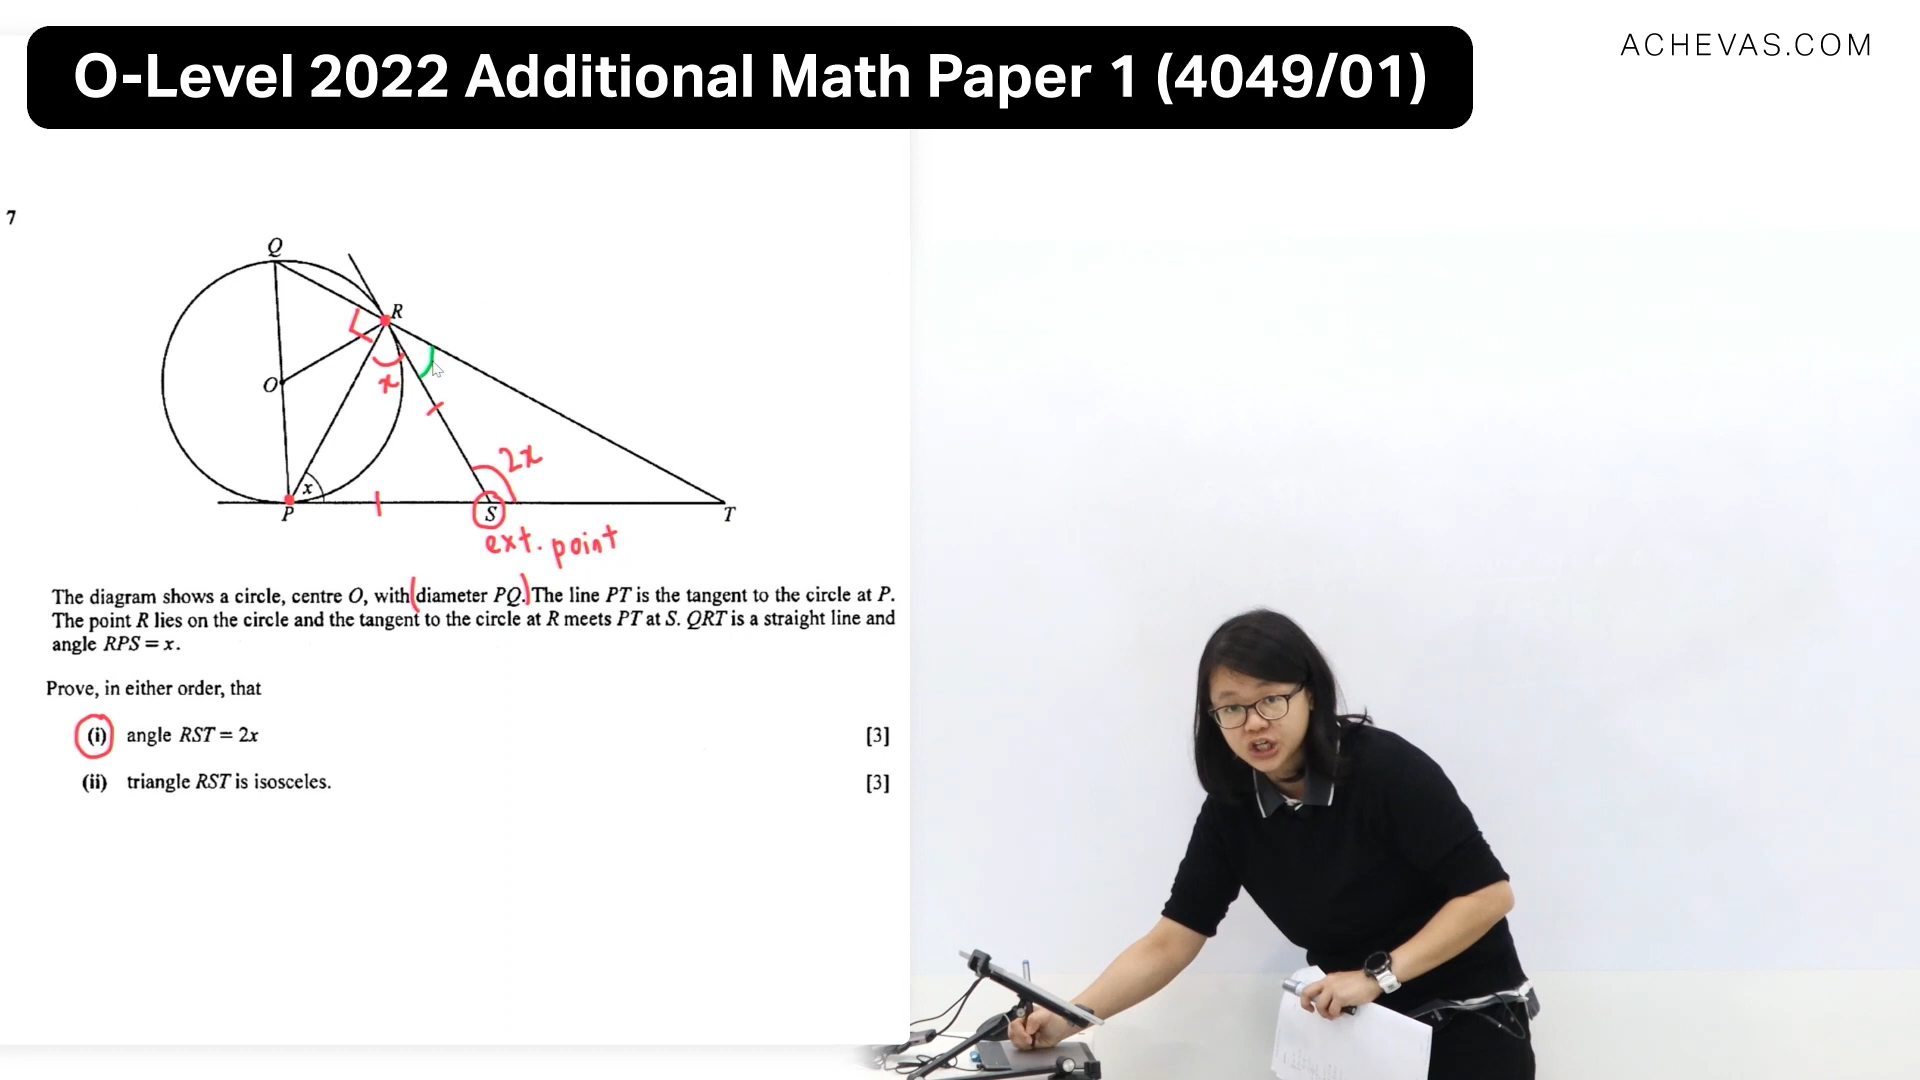 O-Level 2022 Additional Math Paper 1 (4049/01)
ACHEVAS.COM
7
Q
R
O
x
2x
x
P
S
T
ext. point
The diagram shows a circle, centre O, with (diameter PQ.) The line PT is the tangent to the circle at P.
The point R lies on the circle and the tangent to the circle at R meets PT at S. QRT is a straight line and
angle RPS = x.
Prove, in either order, that
(i) angle RST = 2x [3]
(ii) triangle RST is isosceles. [3]